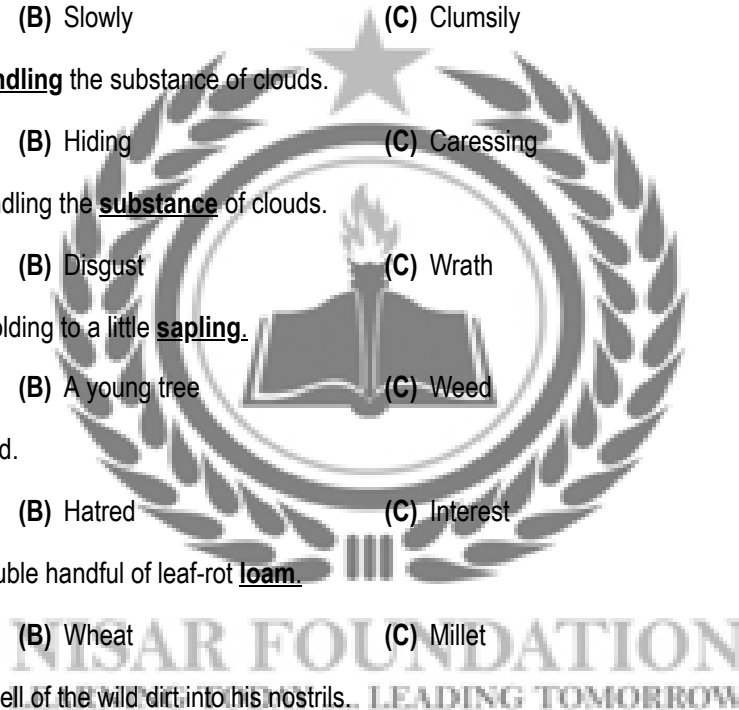 (B) Slowly (C) Clumsily
ndling the substance of clouds.
(B) Hiding (C) Caressing
ndling the substance of clouds.
(B) Disgust (C) Wrath
olding to a little sapling.
(B) A young tree (C) Weed
d.
(B) Hatred (C) Interest
uble handful of leaf-rot loam.
(B) Wheat (C) Millet
NISAR FOUNDATION
ell of the wild dirt into his nostrils.
LEADING TOMORROW